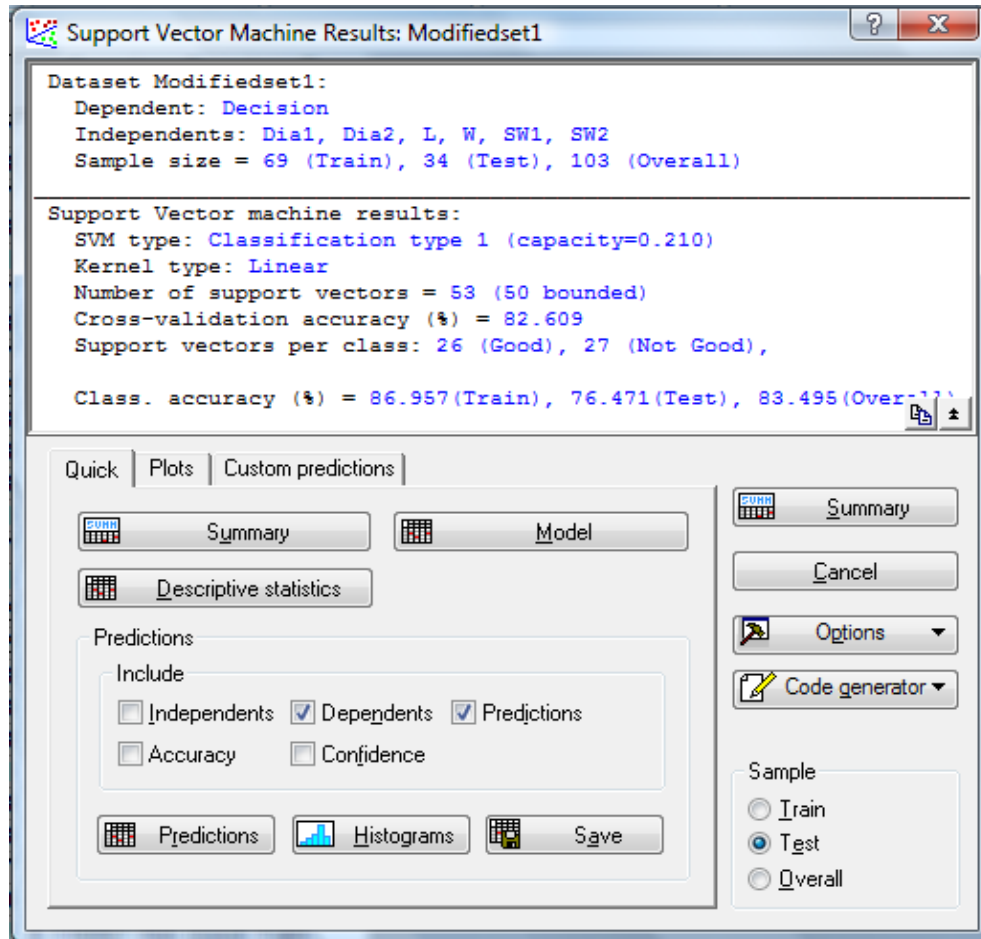 Support Vector Machine Results: Modifiedset1
?
X
Dataset Modifiedset1:
Dependent: Decision
Independents: Dia1, Dia2, L, W, SW1, SW2
Sample size = 69 (Train), 34 (Test), 103 (Overall)
Support Vector machine results:
SVM type: Classification type 1 (capacity=0.210)
Kernel type: Linear
Number of support vectors = 53 (50 bounded)
Cross-validation accuracy (%) = 82.609
Support vectors per class: 26 (Good), 27 (Not Good),
Class. accuracy (%) = 86.957(Train), 76.471(Test), 83.495(Overall)
Quick Plots Custom predictions
SUMM Summary
Model
Descriptive statistics
Predictions
Include
Independents Dependents Predictions
Accuracy Confidence
Predictions Histograms Save
SUMM Summary
Cancel
Options
Code generator
Sample
Train
Test
Overall